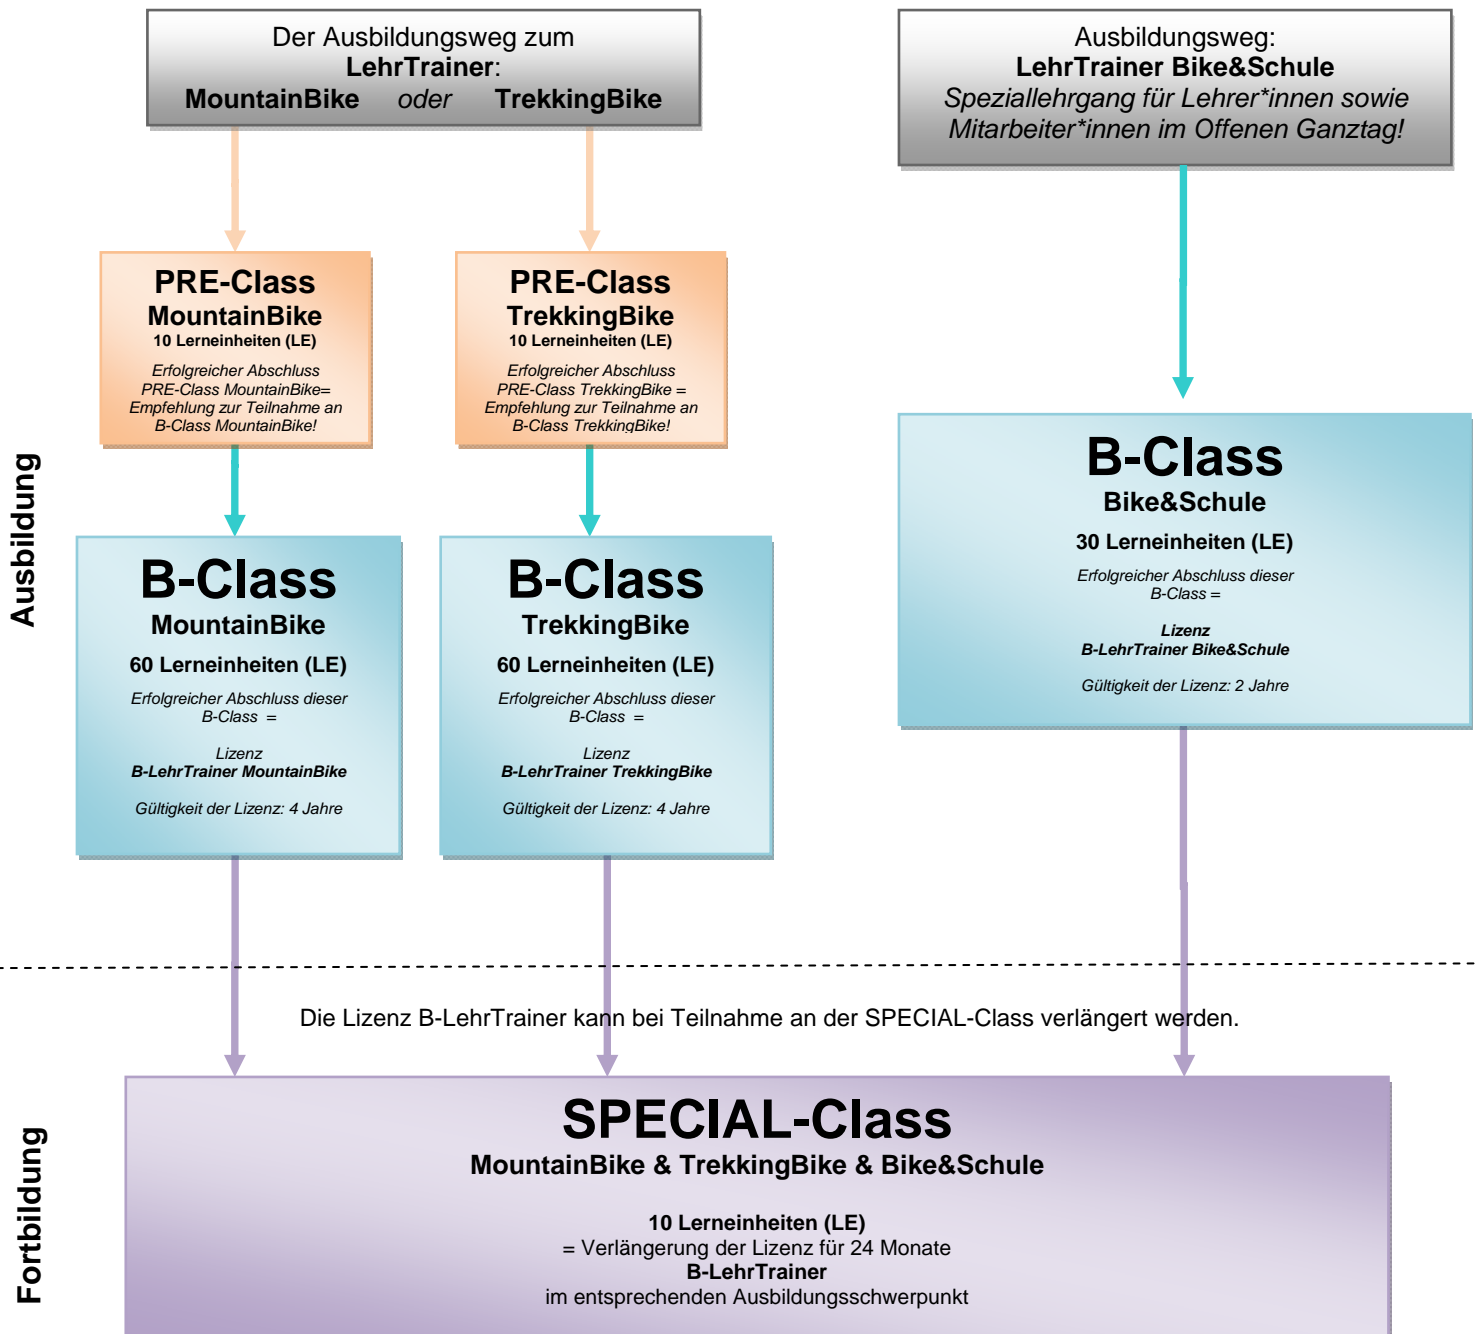 Der Ausbildungsweg zum
LehrTrainer:
MountainBike oder TrekkingBike
Ausbildungsweg:
LehrTrainer Bike&Schule
Speziallehrgang für Lehrer*innen sowie
Mitarbeiter*innen im Offenen Ganztag!
Ausbildung
PRE-Class
MountainBike
10 Lerneinheiten (LE)
Erfolgreicher Abschluss
PRE-Class MountainBike=
Empfehlung zur Teilnahme an
B-Class MountainBike!
PRE-Class
TrekkingBike
10 Lerneinheiten (LE)
Erfolgreicher Abschluss
PRE-Class TrekkingBike =
Empfehlung zur Teilnahme an
B-Class TrekkingBike!
B-Class
MountainBike
60 Lerneinheiten (LE)
Erfolgreicher Abschluss dieser
B-Class =
Lizenz
B-LehrTrainer MountainBike
Gültigkeit der Lizenz: 4 Jahre
B-Class
TrekkingBike
60 Lerneinheiten (LE)
Erfolgreicher Abschluss dieser
B-Class =
Lizenz
B-LehrTrainer TrekkingBike
Gültigkeit der Lizenz: 4 Jahre
B-Class
Bike&Schule
30 Lerneinheiten (LE)
Erfolgreicher Abschluss dieser
B-Class =
Lizenz
B-LehrTrainer Bike&Schule
Gültigkeit der Lizenz: 2 Jahre
Die Lizenz B-LehrTrainer kann bei Teilnahme an der SPECIAL-Class verlängert werden.
Fortbildung
SPECIAL-Class
MountainBike & TrekkingBike & Bike&Schule
10 Lerneinheiten (LE)
= Verlängerung der Lizenz für 24 Monate
B-LehrTrainer
im entsprechenden Ausbildungsschwerpunkt